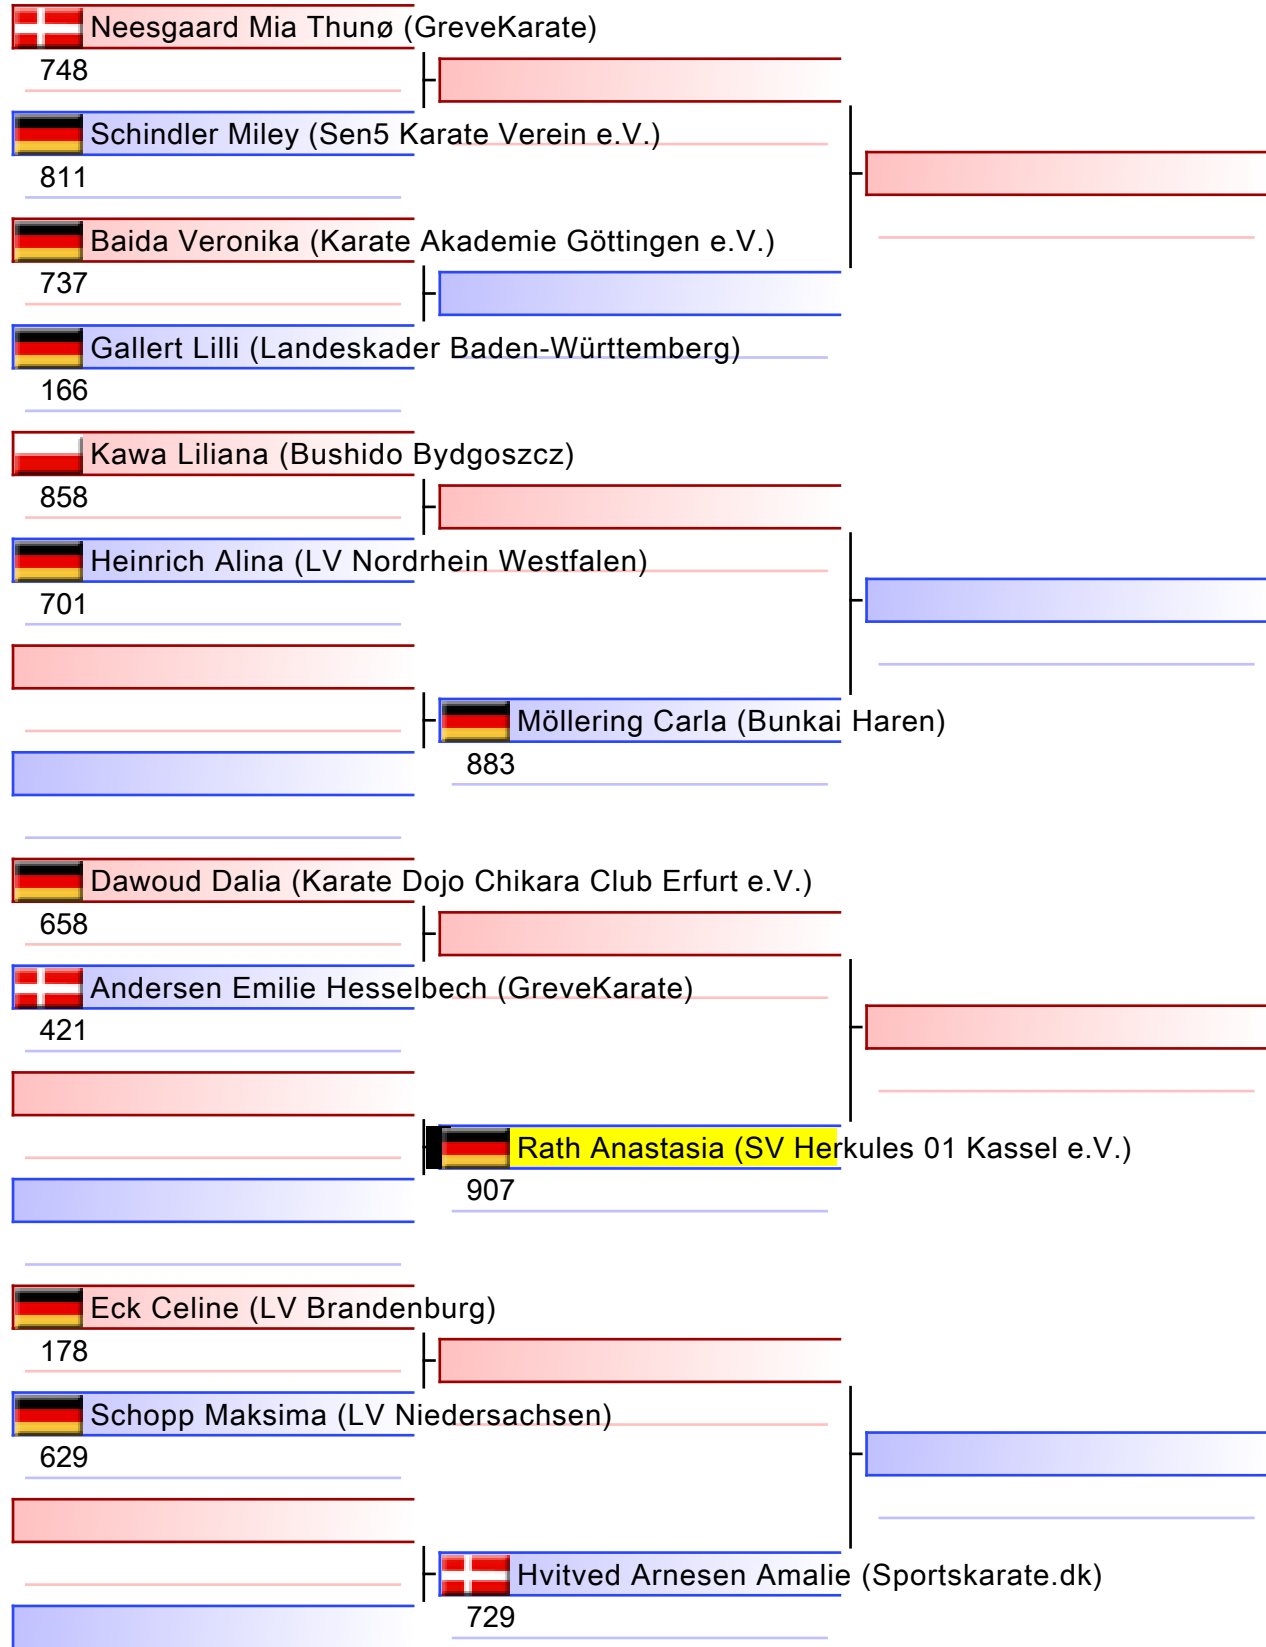 Neesgaard Mia Thunø (GreveKarate)
748
Schindler Miley (Sen5 Karate Verein e.V.)
811
Baida Veronika (Karate Akademie Göttingen e.V.)
737
Gallert Lilli (Landeskader Baden-Württemberg)
166
Kawa Liliana (Bushido Bydgoszcz)
858
Heinrich Alina (LV Nordrhein Westfalen)
701
Möllering Carla (Bunkai Haren)
883
Dawoud Dalia (Karate Dojo Chikara Club Erfurt e.V.)
658
Andersen Emilie Hesselbech (GreveKarate)
421
Rath Anastasia (SV Herkules 01 Kassel e.V.)
907
Eck Celine (LV Brandenburg)
178
Schopp Maksima (LV Niedersachsen)
629
Hvitved Arnesen Amalie (Sportskarate.dk)
729